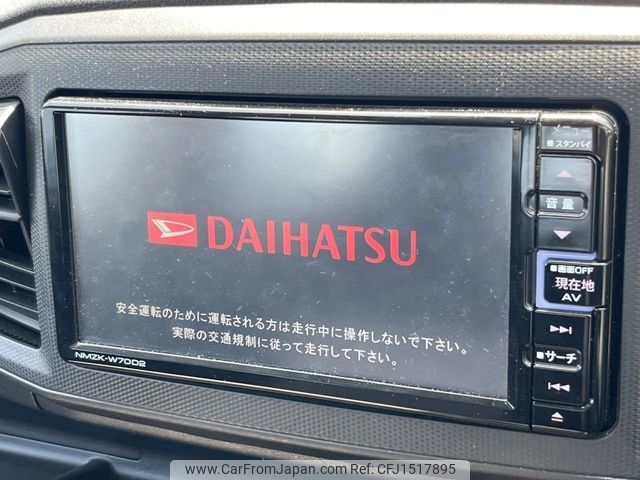 メニュー
スタンバイ
音量
DAIHATSU
画面OFF
現在地
AV
安全運転のために運転される方は走行中に操作しないで下さい。
実際の交通規制に従って走行して下さい。
サーチ
NMZK-W70D2
www.CarFromJapan.com - CFJ1517895